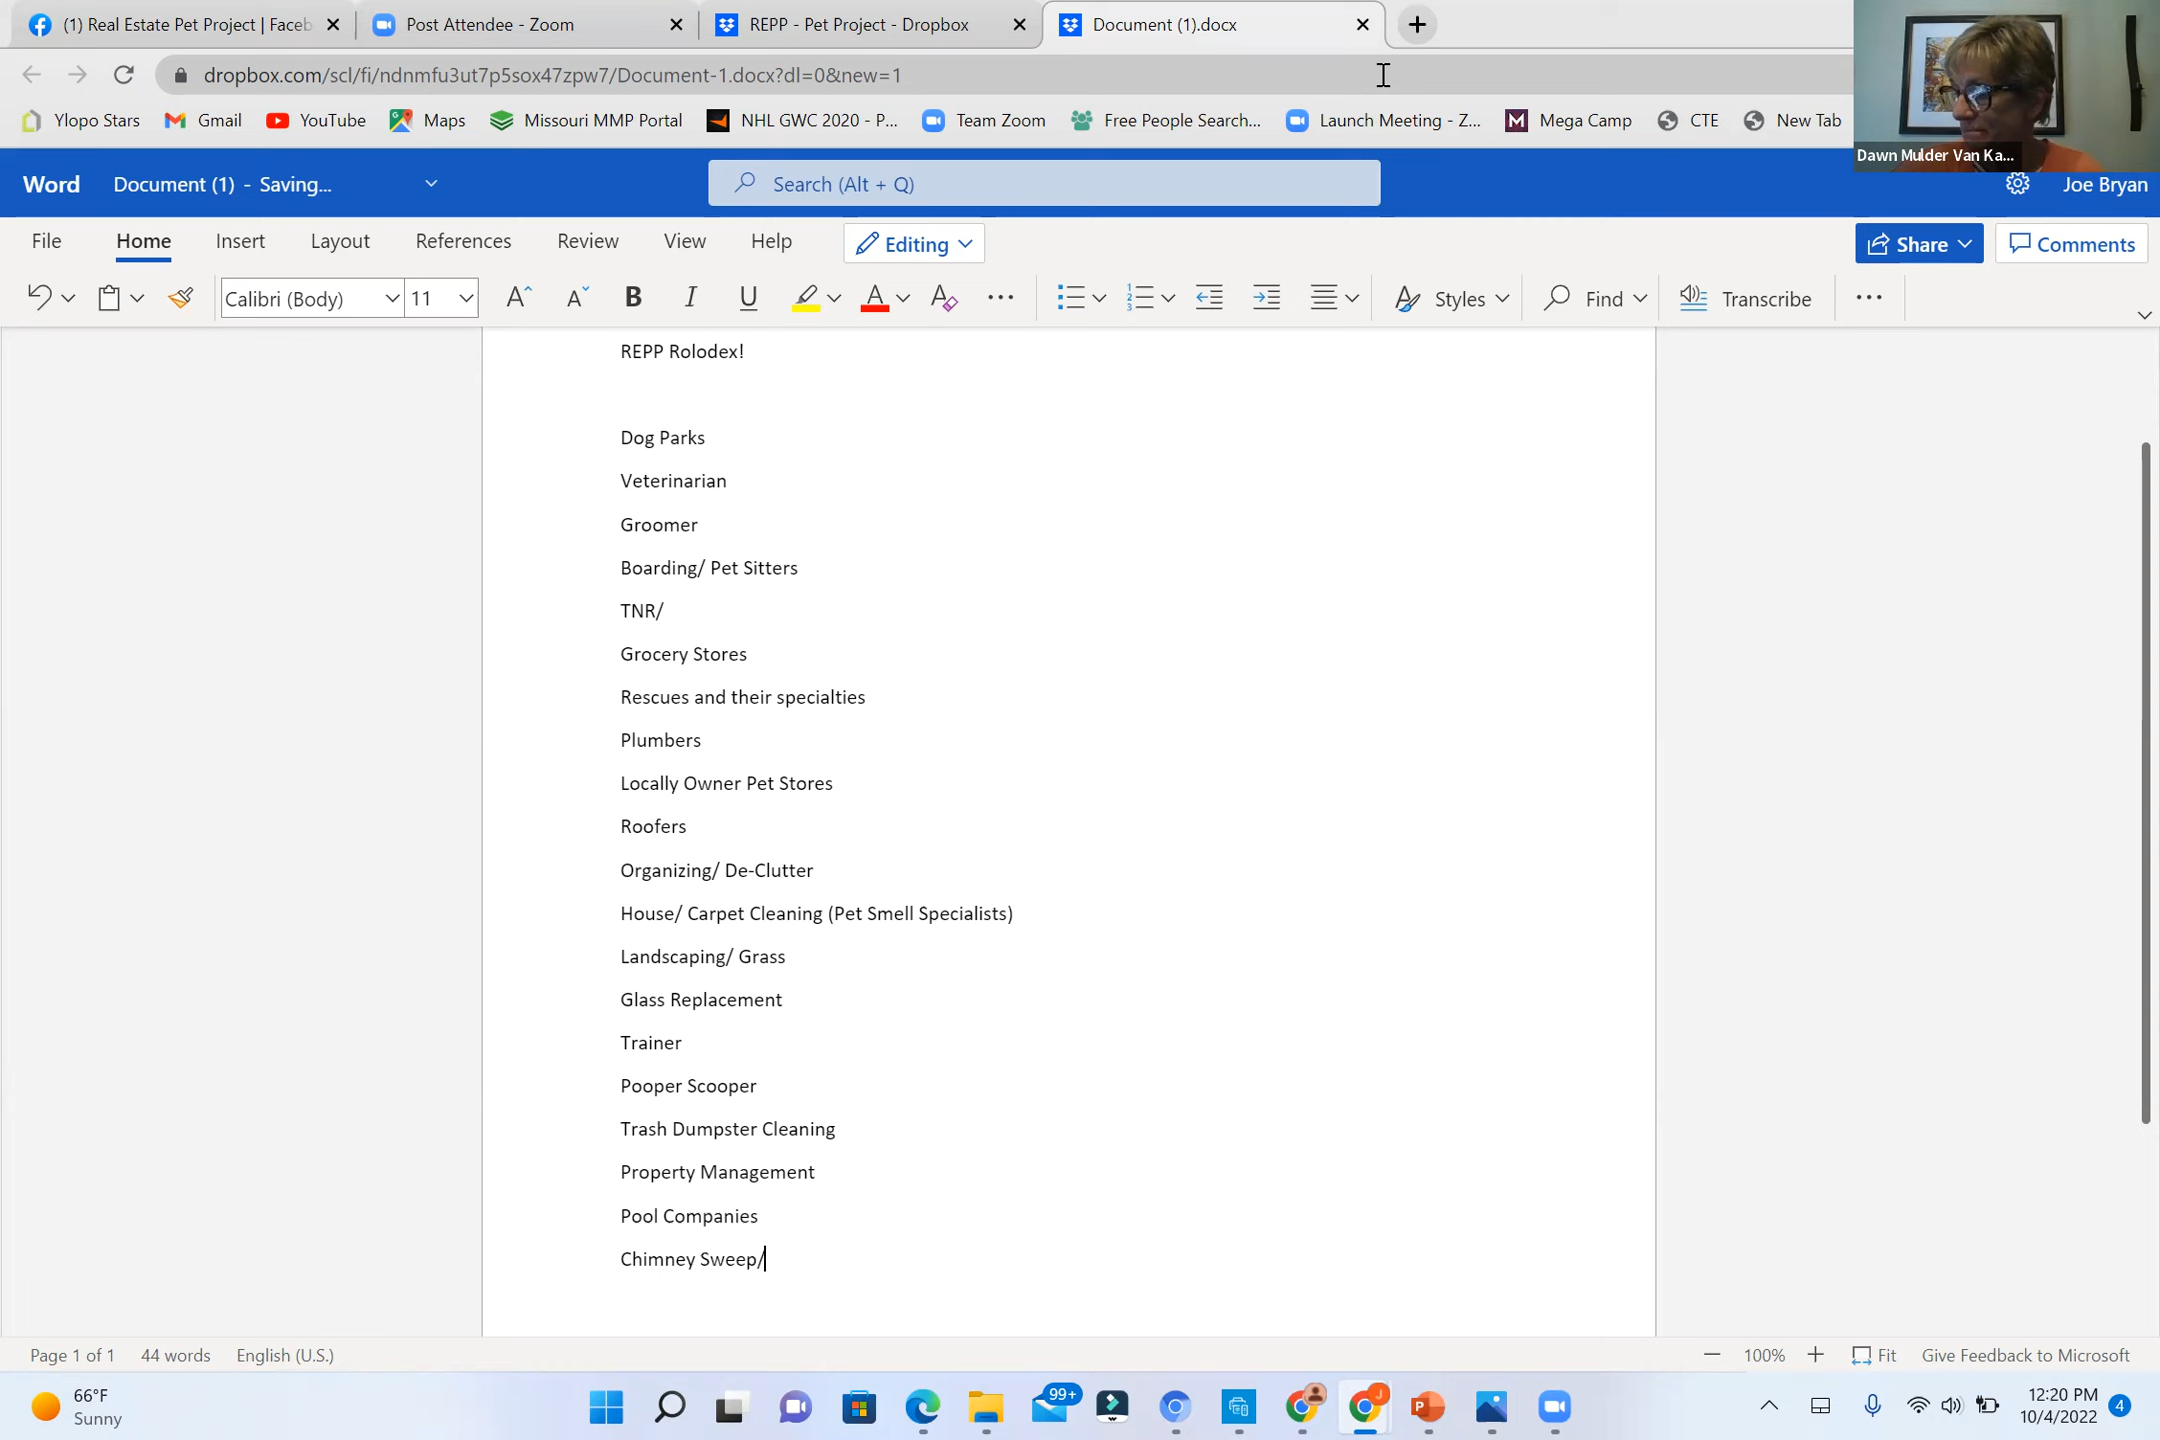 (1) Real Estate Pet Project | Faceb
Post Attendee - Zoom
REPP - Pet Project - Dropbox
Document (1).docx
dropbox.com/scl/fi/ndnmfu3ut7p5sox47zpw7/Document-1.docx?dl=0&new=1
Ylopo Stars
Gmail
YouTube
Maps
Missouri MMP Portal
NHL GWC 2020 - P...
Team Zoom
Free People Search...
Launch Meeting - Z...
Mega Camp
CTE
New Tab
Dawn Mulder Van Ka...
Word
Document (1) - Saving...
Search (Alt + Q)
Joe Bryan
File
Home
Insert
Layout
References
Review
View
Help
Editing
Share
Comments
Calibri (Body)
11
Styles
Find
Transcribe
REPP Rolodex!
Dog Parks
Veterinarian
Groomer
Boarding/ Pet Sitters
TNR/
Grocery Stores
Rescues and their specialties
Plumbers
Locally Owner Pet Stores
Roofers
Organizing/ De-Clutter
House/ Carpet Cleaning (Pet Smell Specialists)
Landscaping/ Grass
Glass Replacement
Trainer
Pooper Scooper
Trash Dumpster Cleaning
Property Management
Pool Companies
Chimney Sweep/
Page 1 of 1
44 words
English (U.S.)
100%
Fit
Give Feedback to Microsoft
66°F
Sunny
99+
12:20 PM
10/4/2022
4